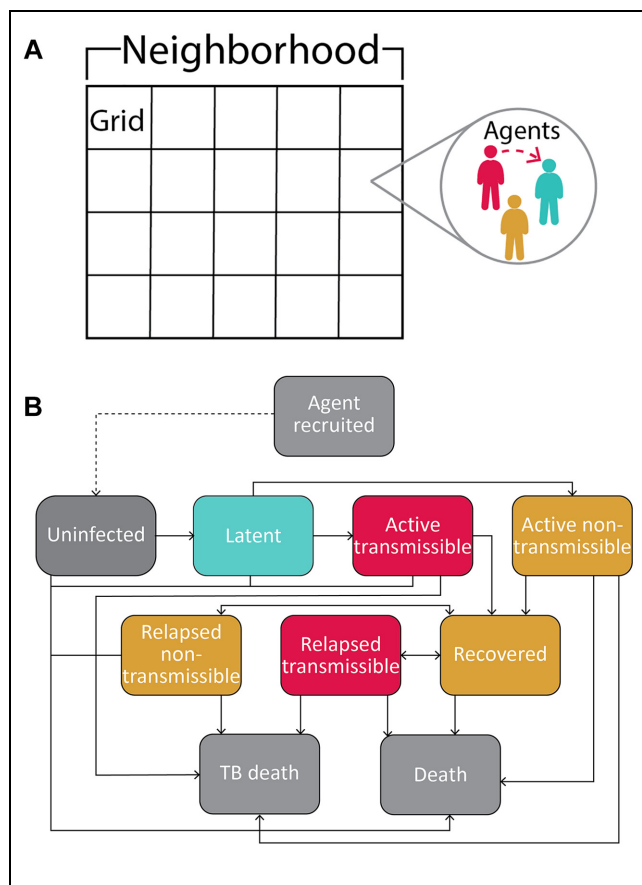 A
Neighborhood
Grid
Agents
B
Agent
recruited
Uninfected
Latent
Active
transmissible
Active non-
transmissible
Relapsed
non-
transmissible
Relapsed
transmissible
Recovered
TB death
Death